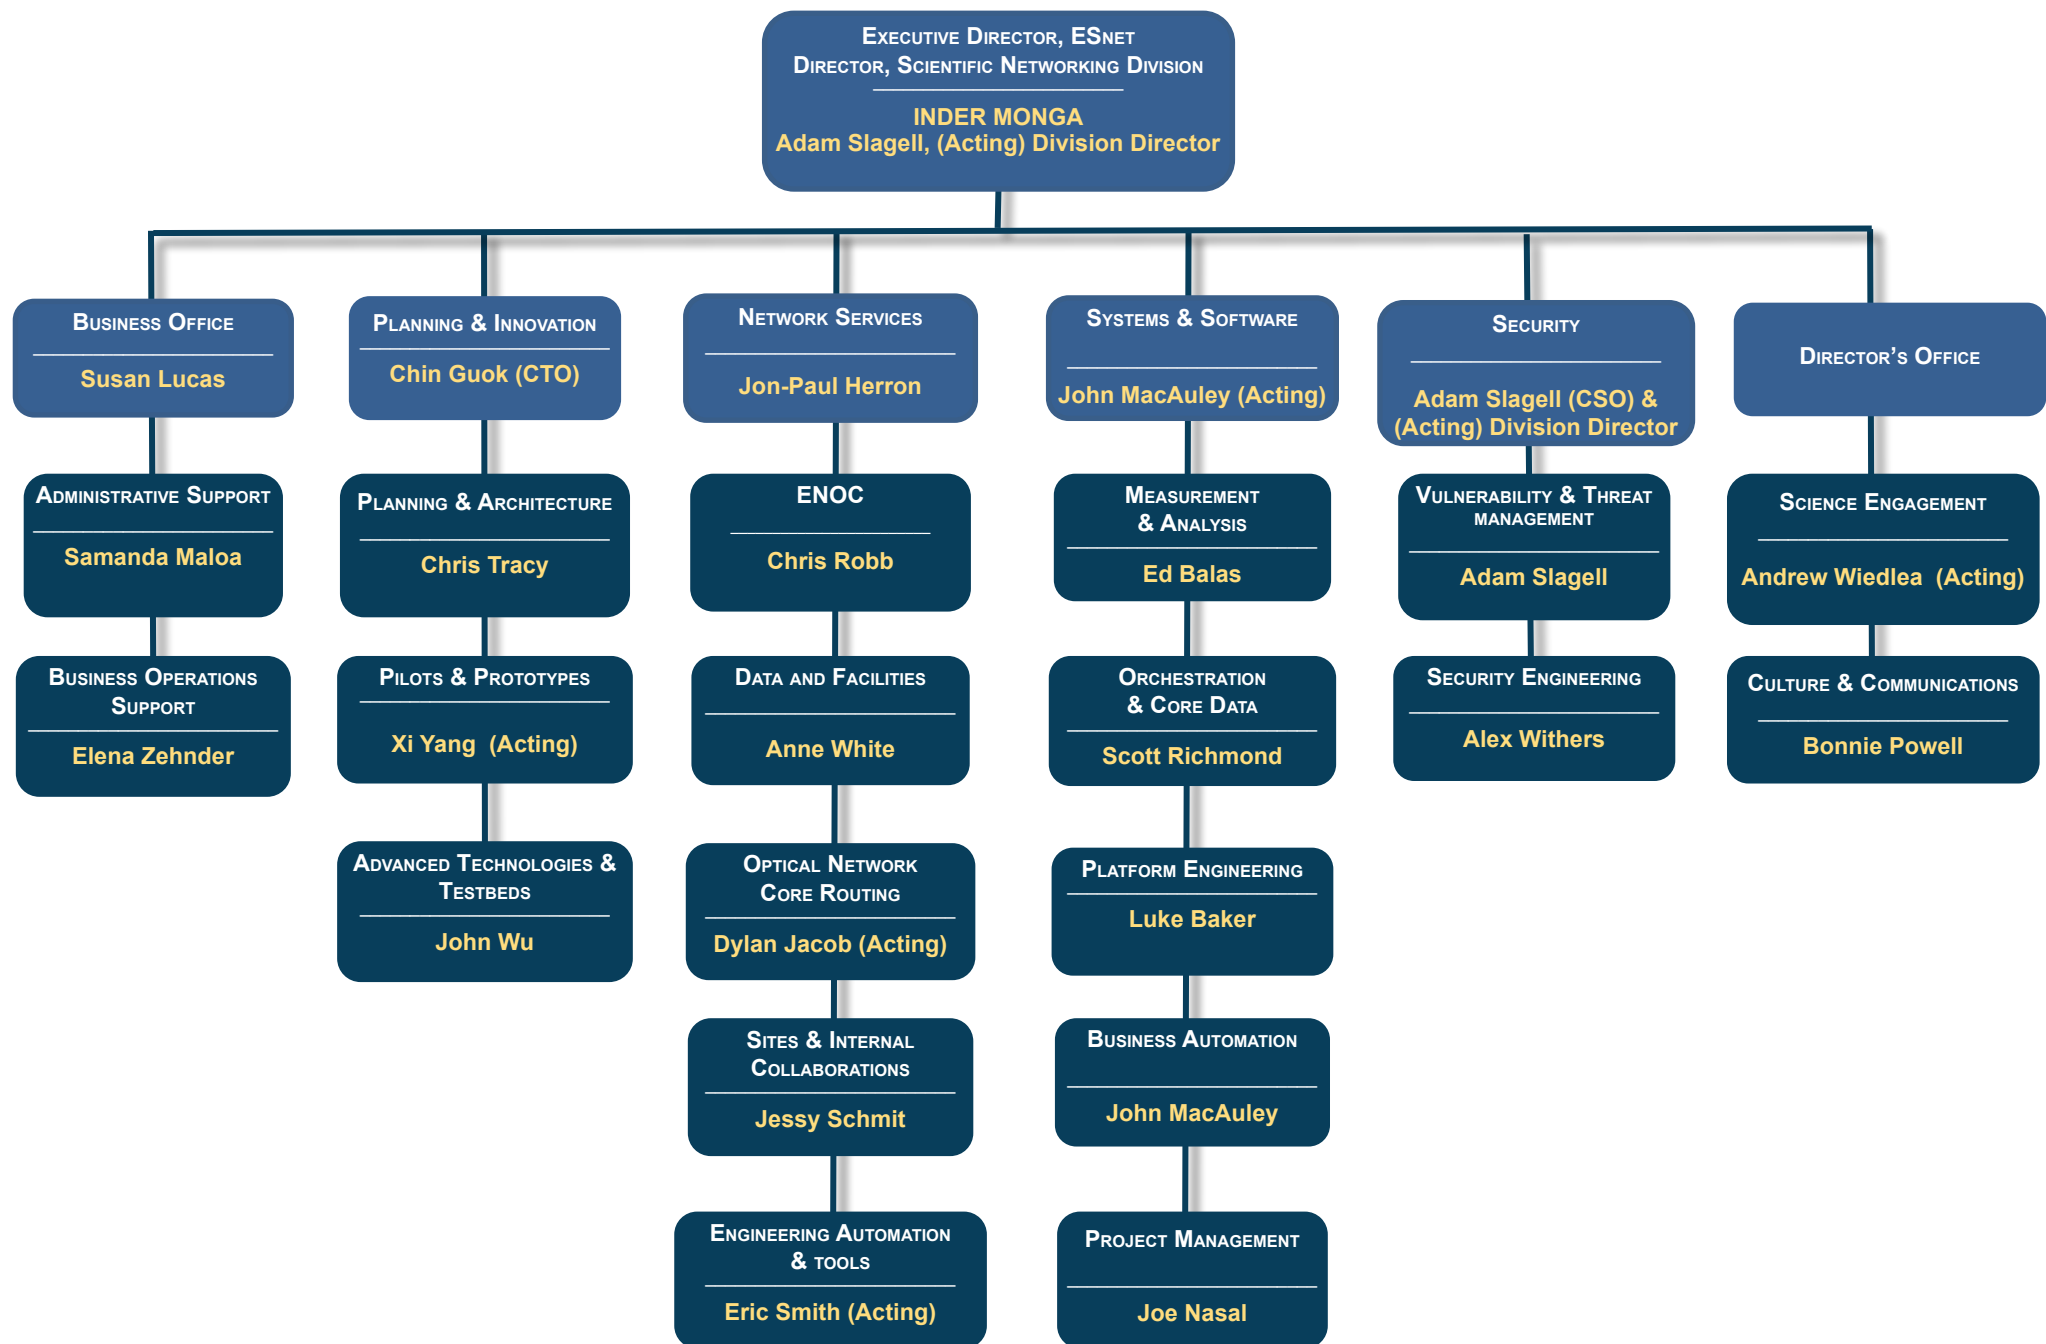 Executive Director, ESnet
Director, Scientific Networking Division
INDER MONGA
Adam Slagell, (Acting) Division Director
Business Office
Susan Lucas
Administrative Support
Samanda Maloa
Business Operations
Support
Elena Zehnder
Planning & Innovation
Chin Guok (CTO)
Planning & Architecture
Chris Tracy
Pilots & Prototypes
Xi Yang (Acting)
Advanced Technologies &
Testbeds
John Wu
Network Services
Jon-Paul Herron
ENOC
Chris Robb
Data and Facilities
Anne White
Optical Network
Core Routing
Dylan Jacob (Acting)
Sites & Internal
Collaborations
Jessy Schmit
Engineering Automation
& tools
Eric Smith (Acting)
Systems & Software
John MacAuley (Acting)
Measurement
& Analysis
Ed Balas
Orchestration
& Core Data
Scott Richmond
Platform Engineering
Luke Baker
Business Automation
John MacAuley
Project Management
Joe Nasal
Security
Adam Slagell (CSO) &
(Acting) Division Director
Vulnerability & Threat
management
Adam Slagell
Security Engineering
Alex Withers
Director's Office
Science Engagement
Andrew Wiedlea (Acting)
Culture & Communications
Bonnie Powell